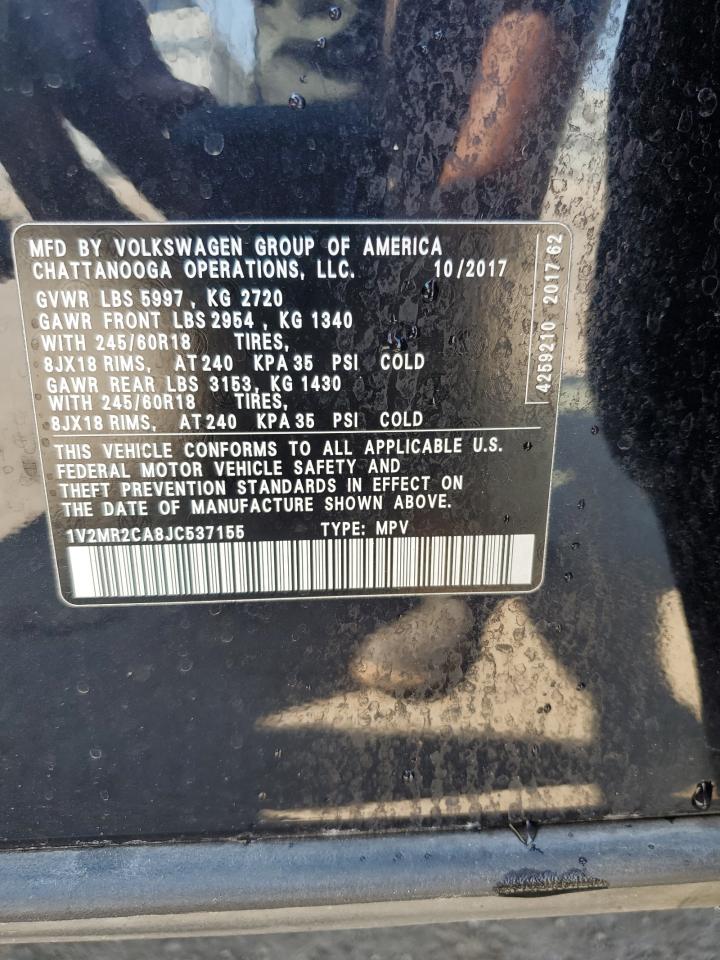 MFD BY VOLKSWAGEN GROUP OF AMERICA
CHATTANOOGA OPERATIONS, LLC. 10/2017
GVWR LBS 5997 , KG 2720
GAWR FRONT LBS 2954 , KG 1340
WITH 245/60R18 TIRES,
8JX18 RIMS, AT 240 KPA 35 PSI COLD
GAWR REAR LBS 3153, KG 1430
WITH 245/60R18 TIRES,
8JX18 RIMS, AT 240 KPA 35 PSI COLD
THIS VEHICLE CONFORMS TO ALL APPLICABLE U.S.
FEDERAL MOTOR VEHICLE SAFETY AND
THEFT PREVENTION STANDARDS IN EFFECT ON
THE DATE OF MANUFACTURE SHOWN ABOVE.
1V2MR2CA8JC537155 TYPE: MPV
4259210 2017 62